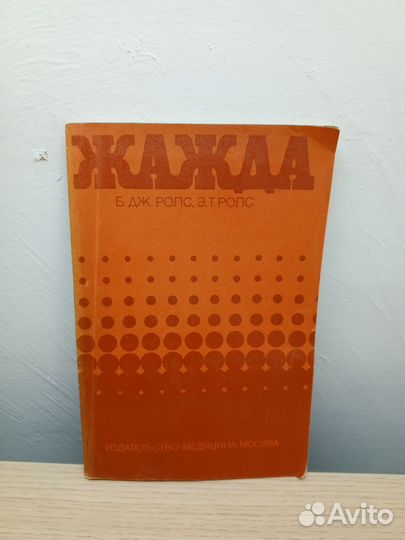 ЖАЖДА
Б. ДЖ. РОЛС, Э.Т. РОЛС
ИЗДАТЕЛЬСТВО·МЕДИЦИНА·МОСКВА
Avito